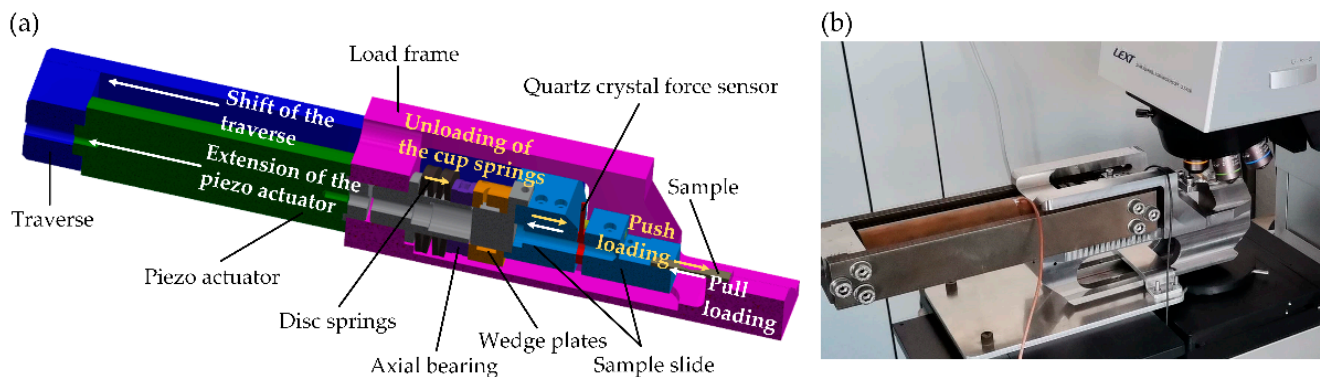 (a)
Load frame
Quartz crystal force sensor
Shift of the
traverse
Unloading of
the cup springs
Extension of the
piezo actuator
Sample
Push
loading
Pull
loading
Traverse
Piezo actuator
Disc springs
Axial bearing
Wedge plates
Sample slide
(b)
LEXT